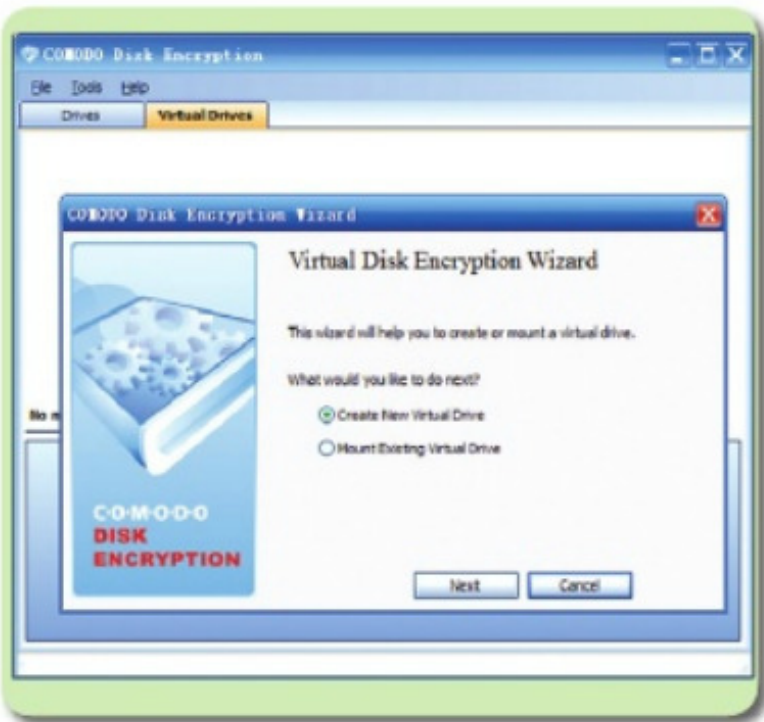 COMODO Disk Encryption
File Tools Help
Drives Virtual Drives
COMODO Disk Encryption Wizard
Virtual Disk Encryption Wizard
This wizard will help you to create or mount a virtual drive.
What would you like to do next?
Create New Virtual Drive
Mount Existing Virtual Drive
No
C·O·M·O·D·O
DISK
ENCRYPTION
Next Cancel